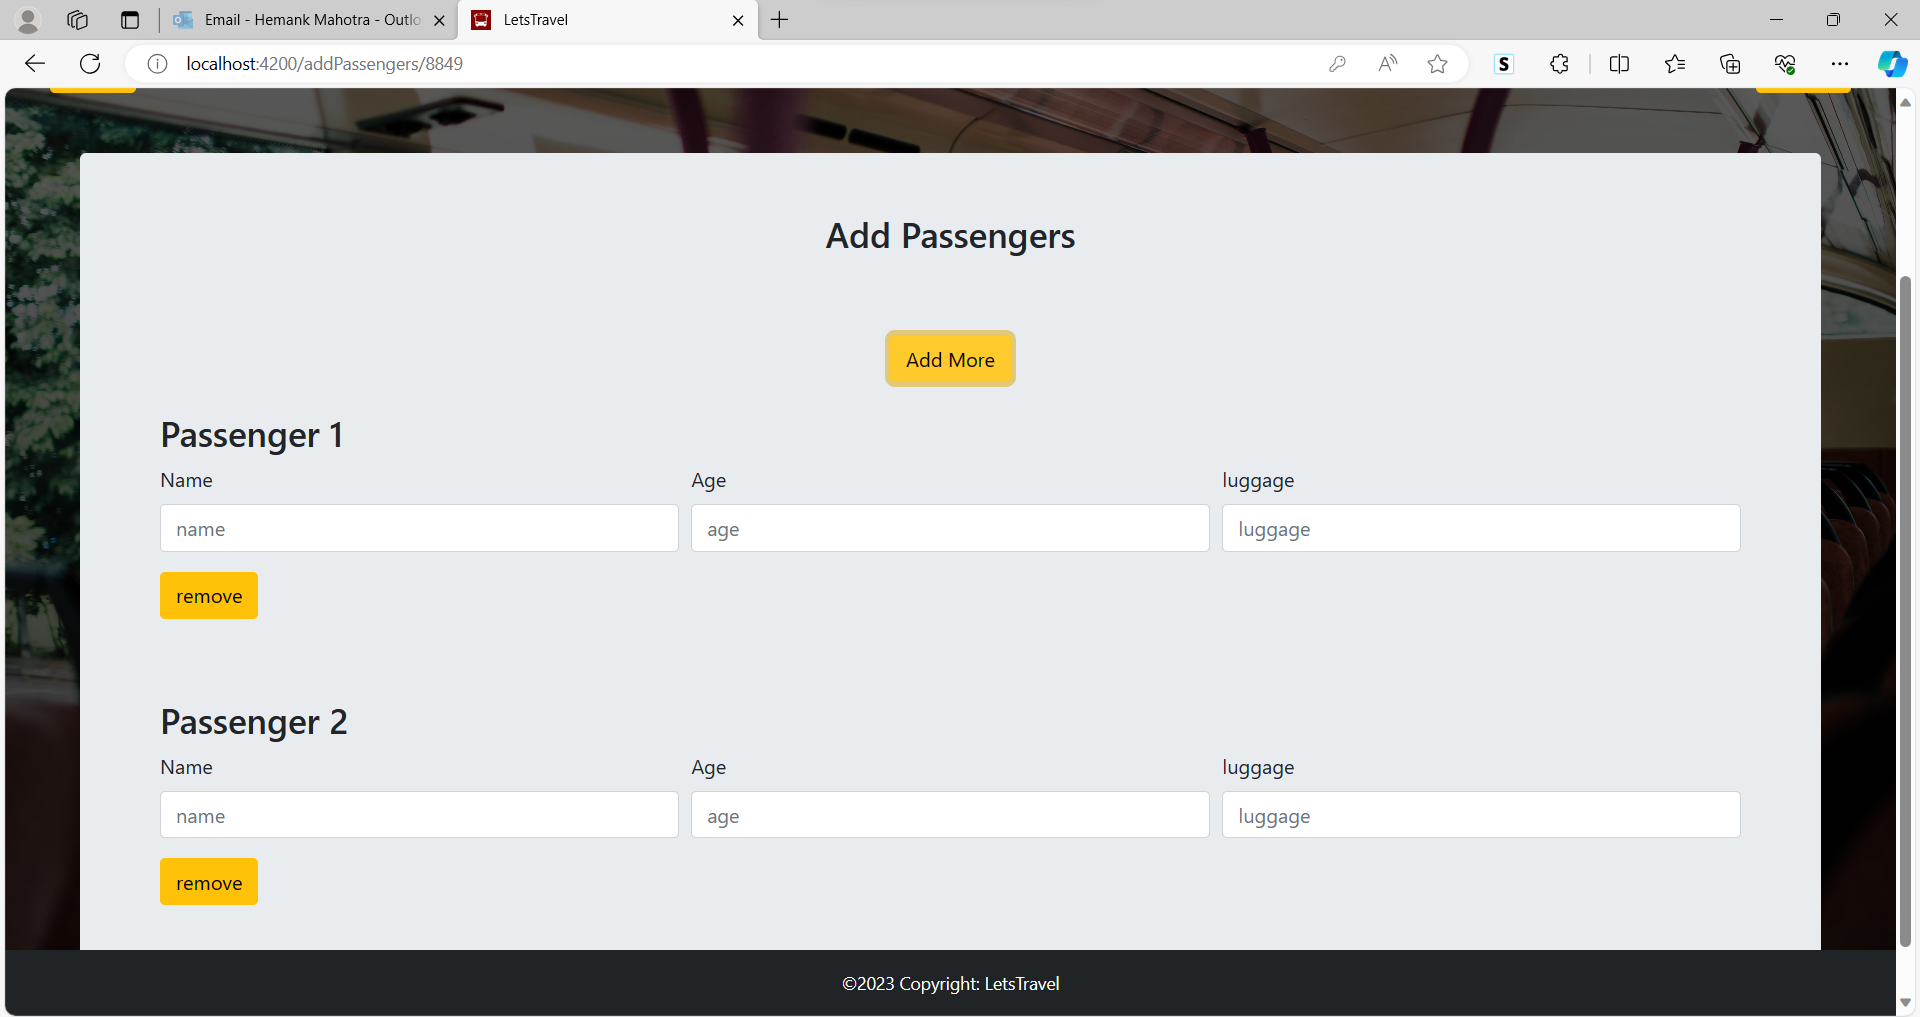 Email - Hemank Mahotra - Outlo
LetsTravel
localhost:4200/addPassengers/8849
Add Passengers
Add More
Passenger 1
Name Age luggage
name age luggage
remove
Passenger 2
Name Age luggage
name age luggage
remove
©2023 Copyright: LetsTravel